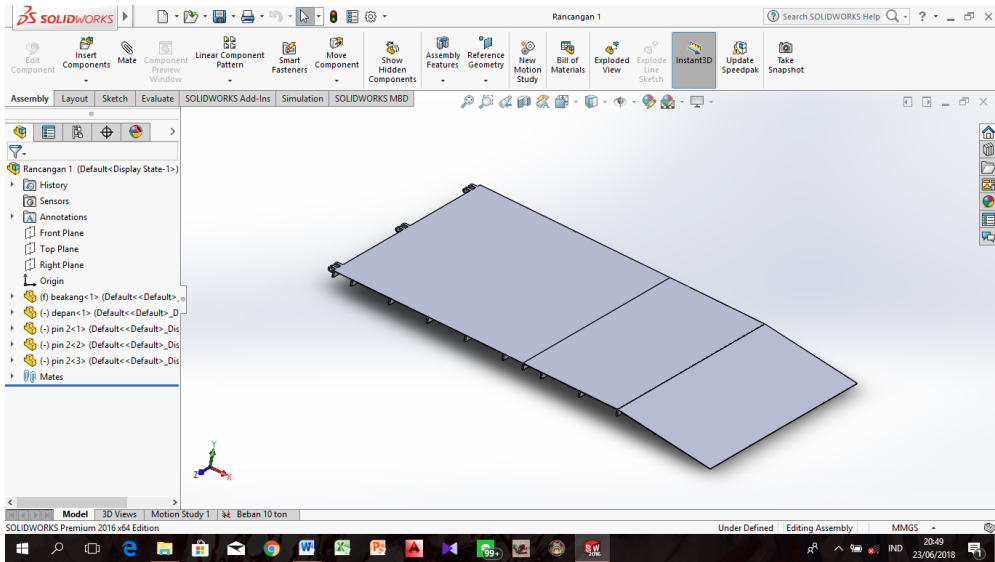 SOLIDWORKS
Rancangan 1
Search SOLIDWORKS Help
?
Edit Component
Insert Components
Mate
Component Preview Window
Linear Component Pattern
Smart Fasteners
Move Component
Show Hidden Components
Assembly Features
Reference Geometry
New Motion Study
Bill of Materials
Exploded View
Explode Line Sketch
Instant3D
Update Speedpak
Take Snapshot
Assembly Layout Sketch Evaluate SOLIDWORKS Add-Ins Simulation SOLIDWORKS MBD
Rancangan 1 (Default<Display State-1>)
History
Sensors
Annotations
Front Plane
Top Plane
Right Plane
Origin
(f) beakang<1> (Default<<Default>_
(-) depan<1> (Default<<Default>_D
(-) pin 2<1> (Default<<Default>_Dis
(-) pin 2<2> (Default<<Default>_Dis
(-) pin 2<3> (Default<<Default>_Dis
Mates
Y
Z X
Model 3D Views Motion Study 1 Beban 10 ton
SOLIDWORKS Premium 2016 x64 Edition Under Defined Editing Assembly MMGS
99+ SW 2016 IND 20:49
23/06/2018 1